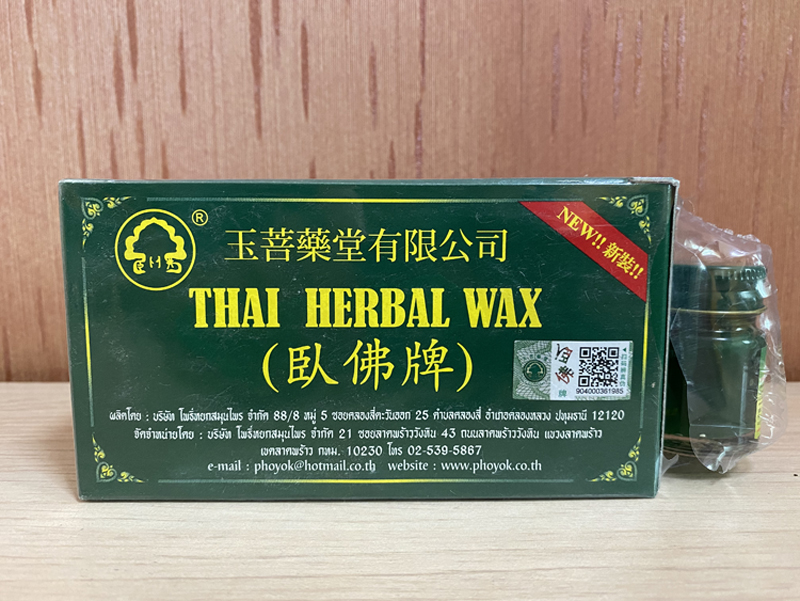 ®
玉菩藥堂有限公司
NEW!! 新裝!!
THAI HERBAL WAX
(臥佛牌)
臥佛牌
904000361985
ผลิตโดย : บริษัท โพธิ์หยกสมุนไพร จำกัด 88/8 หมู่ 5 ซอยคลองสี่ตะวันออก 25 ตำบลคลองสี่ อำเภอคลองหลวง ปทุมธานี 12120
จัดจำหน่ายโดย : บริษัท โพธิ์หยกสมุนไพร จำกัด 21 ซอยลาดพร้าววังหิน 43 ถนนลาดพร้าววังหิน แขวงลาดพร้าว
เขตลาดพร้าว กทม. 10230 โทร 02-539-5867
e-mail : phoyok@hotmail.co.th website : www.phoyok.co.th